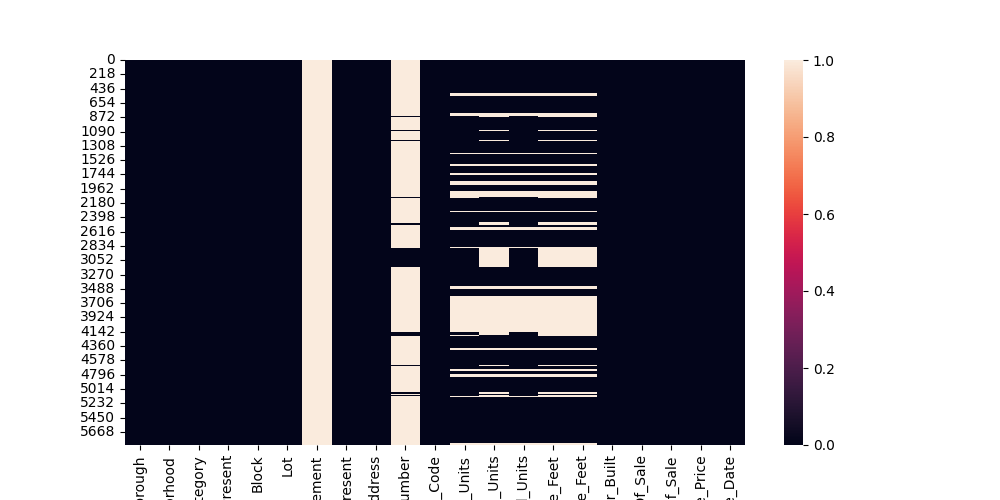 0
218
436
654
872
1090
1308
1526
1744
1962
2180
2398
2616
2834
3052
3270
3488
3706
3924
4142
4360
4578
4796
5014
5232
5450
5668
rough
rhood
tegory
resent
Block
Lot
ement
resent
ddress
umber
_Code
_Units
_Units
l_Units
e_Feet
e_Feet
r_Built
of_Sale
f_Sale
e_Price
e_Date
1.0
0.8
0.6
0.4
0.2
0.0